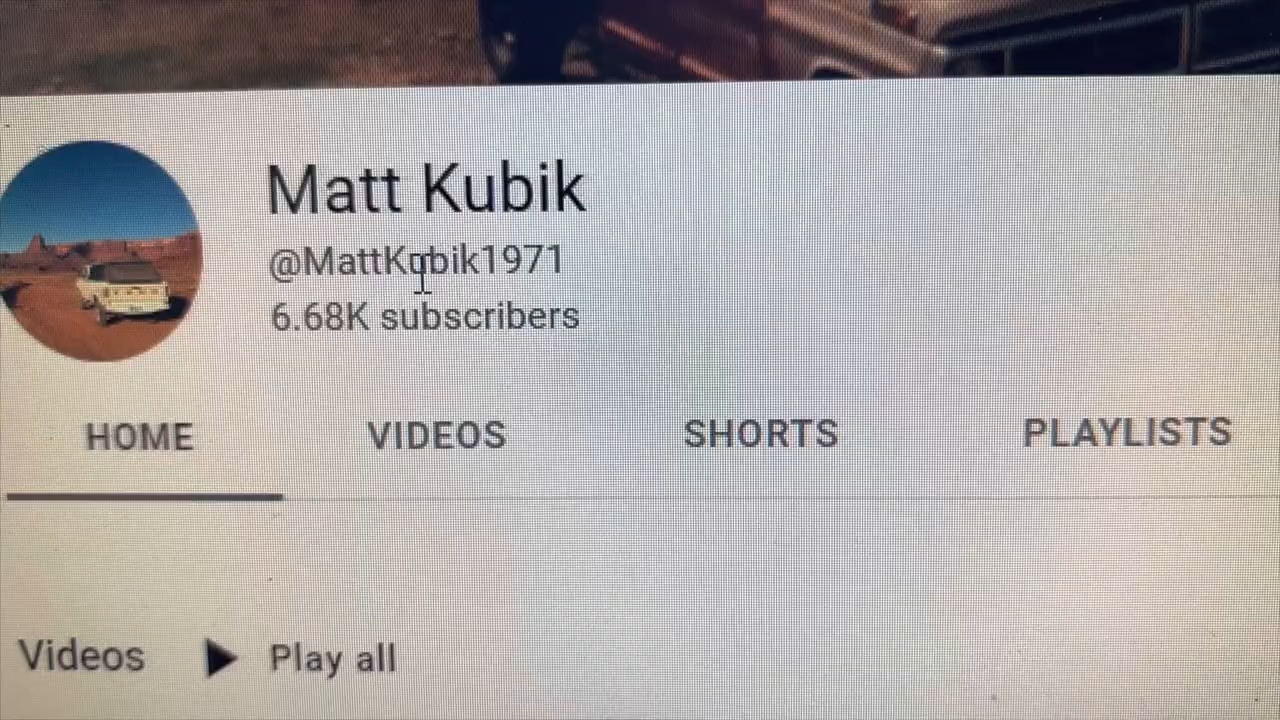 Matt Kubik
@MattKubik1971
6.68K subscribers
HOME VIDEOS SHORTS PLAYLISTS
Videos Play all